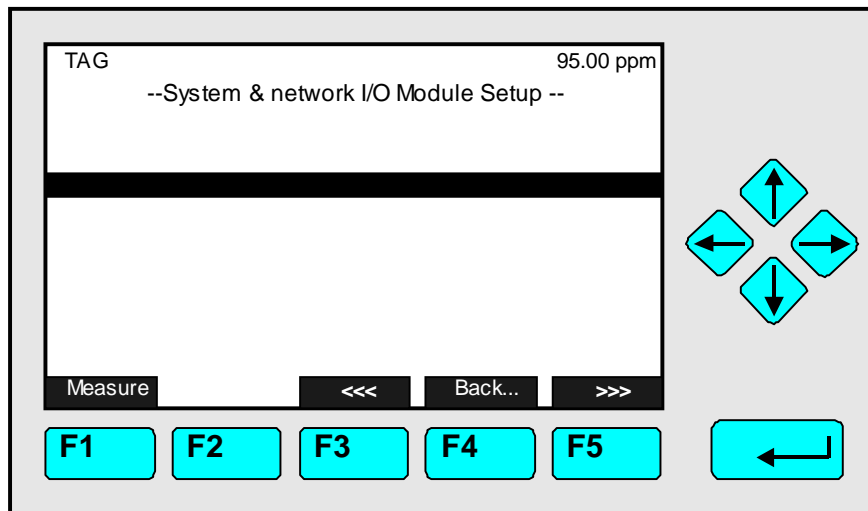 TAG 95.00 ppm
--System & network I/O Module Setup --
Measure <<< Back... >>>
F1 F2 F3 F4 F5